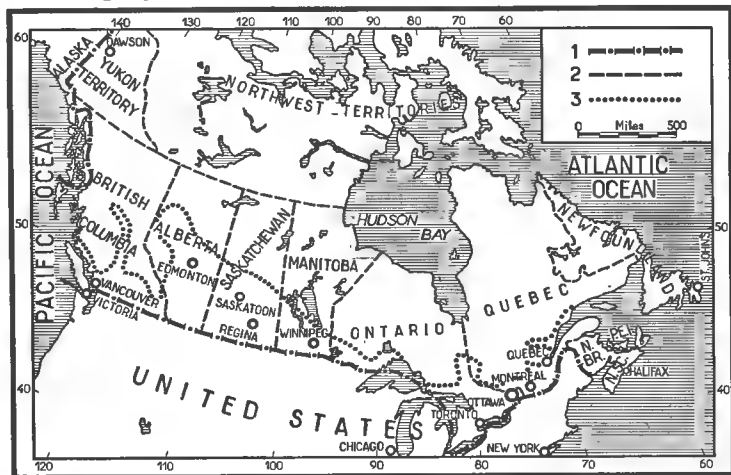 140 130 120 110 100 90 80 70 60
60
60
ALASKA
DAWSON
YUKON
TERRITORY
NORTHWEST-TERRITORIES
1
2
3
0 Miles 500
PACIFIC OCEAN
ATLANTIC
OCEAN
BRITISH
COLUMBIA
ALBERTA
SASKATCHEWAN
MANITOBA
HUDSON
BAY
NEWFOUNDLAND
ST. JOHN'S
50
50
EDMONTON
VANCOUVER
VICTORIA
SASKATOON
REGINA
WINNIPEG
ONTARIO
QUEBEC
QUEBEC
MONTREAL
OTTAWA
TORONTO
N.
BR.
P.E.I.
N.S.
HALIFAX
40
40
UNITED STATES
CHICAGO
NEW YORK
120 110 100 90 80 70 60